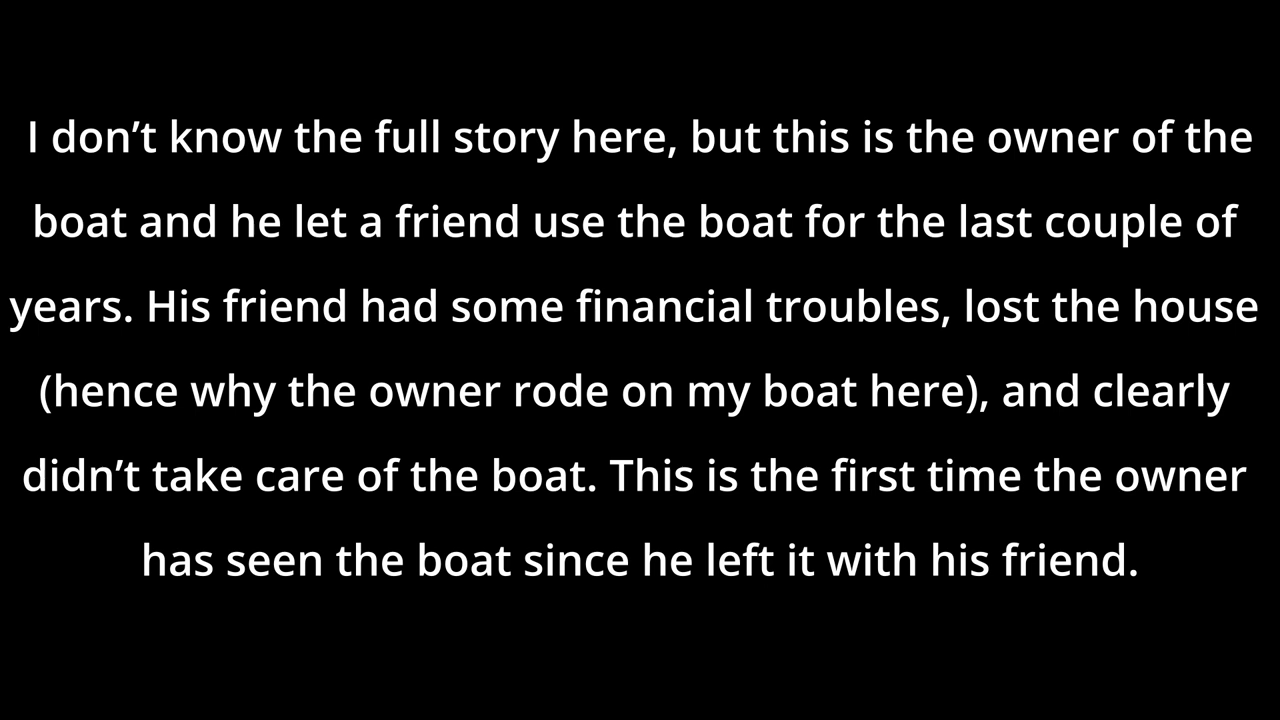 I don’t know the full story here, but this is the owner of the
boat and he let a friend use the boat for the last couple of
years. His friend had some financial troubles, lost the house
(hence why the owner rode on my boat here), and clearly
didn’t take care of the boat. This is the first time the owner
has seen the boat since he left it with his friend.